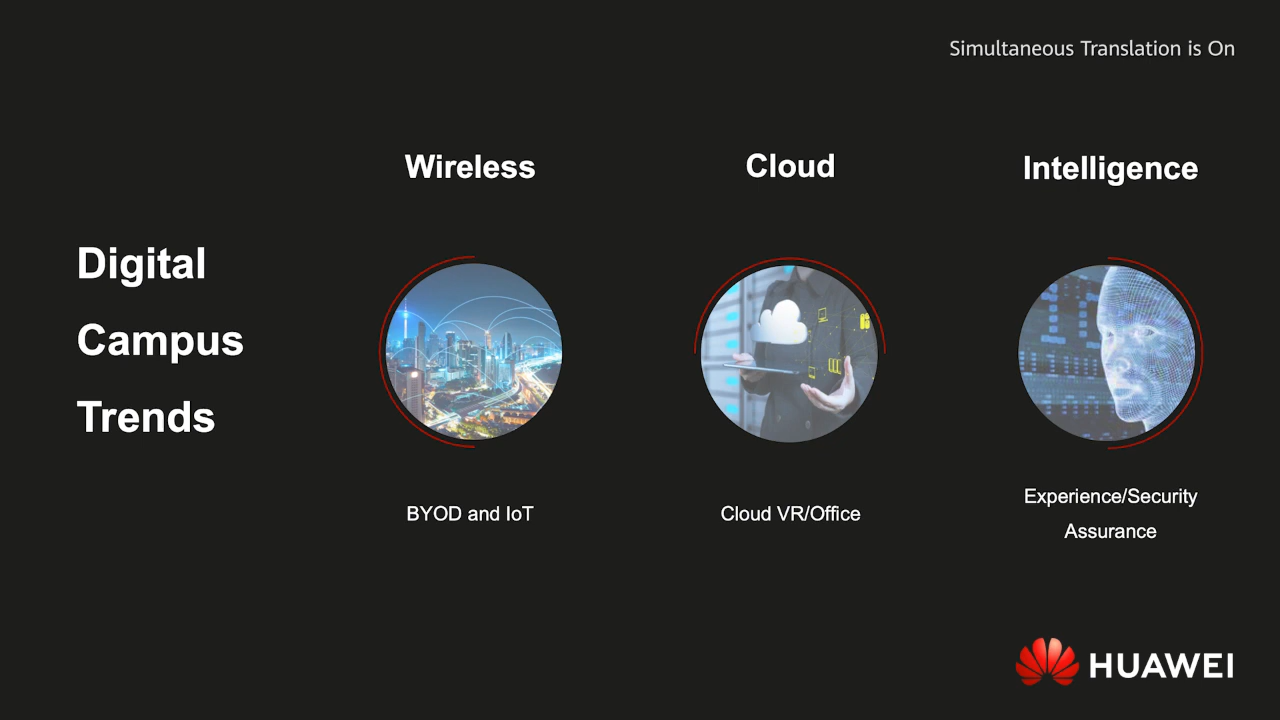 Simultaneous Translation is On
Wireless
Cloud
Intelligence
Digital
Campus
Trends
BYOD and IoT
Cloud VR/Office
Experience/Security
Assurance
HUAWEI